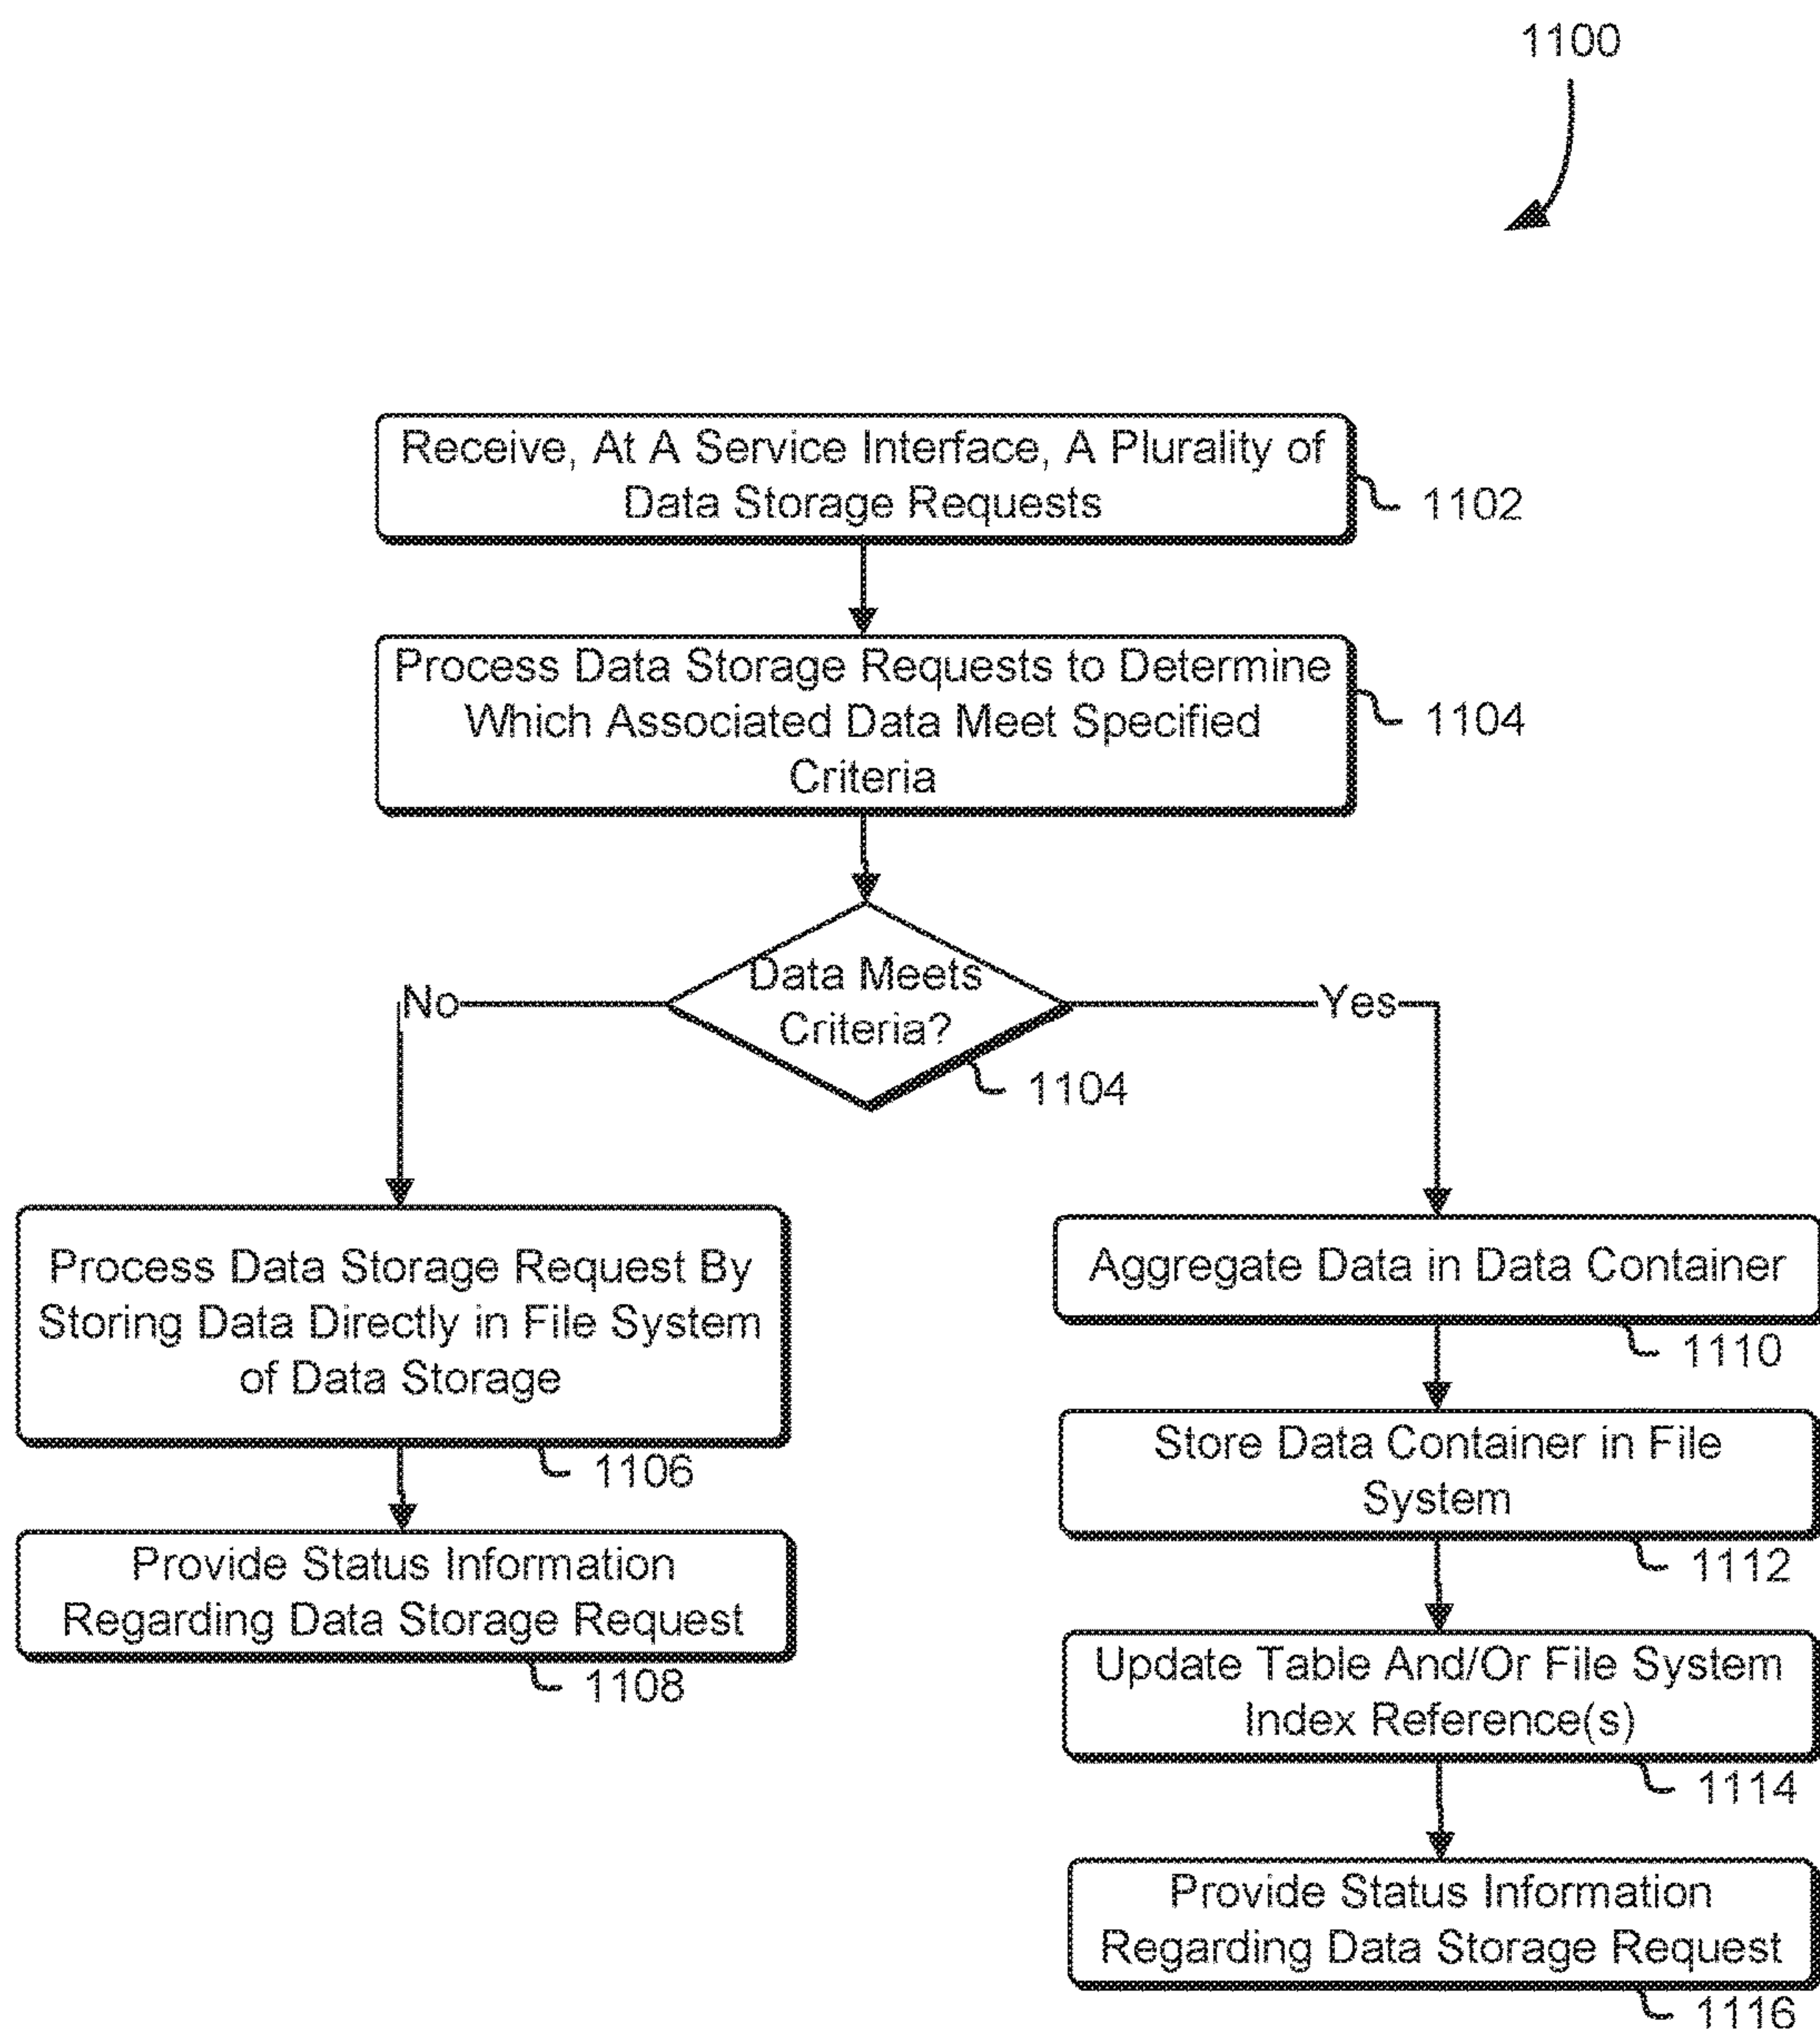 1100
Receive, At A Service Interface, A Plurality of
Data Storage Requests
1102
Process Data Storage Requests to Determine
Which Associated Data Meet Specified
Criteria
1104
Data Meets
Criteria?
No
Yes
1104
Process Data Storage Request By
Storing Data Directly in File System
of Data Storage
1106
Provide Status Information
Regarding Data Storage Request
1108
Aggregate Data in Data Container
1110
Store Data Container in File
System
1112
Update Table And/Or File System
Index Reference(s)
1114
Provide Status Information
Regarding Data Storage Request
1116